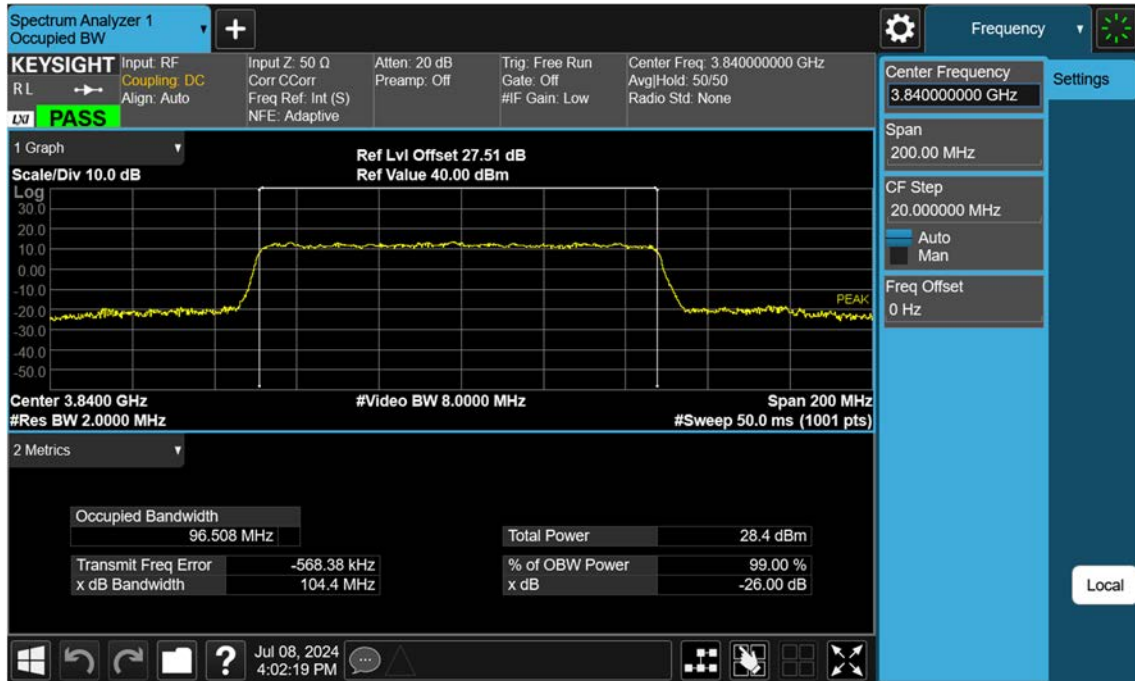 Spectrum Analyzer 1
Occupied BW
Frequency
KEYSIGHT
R L
LXI PASS
Input: RF
Coupling: DC
Align: Auto
Input Z: 50 Ω
Corr CCorr
Freq Ref: Int (S)
NFE: Adaptive
Atten: 20 dB
Preamp: Off
Trig: Free Run
Gate: Off
#IF Gain: Low
Center Freq: 3.840000000 GHz
Avg|Hold: 50/50
Radio Std: None
1 Graph
Scale/Div 10.0 dB
Ref Lvl Offset 27.51 dB
Ref Value 40.00 dBm
Log
30.0
20.0
10.0
0.00
-10.0
-20.0
-30.0
-40.0
-50.0
PEAK
Center 3.8400 GHz
#Video BW 8.0000 MHz
Span 200 MHz
#Res BW 2.0000 MHz
#Sweep 50.0 ms (1001 pts)
2 Metrics
Occupied Bandwidth
96.508 MHz
Total Power 28.4 dBm
Transmit Freq Error -568.38 kHz
% of OBW Power 99.00 %
x dB Bandwidth 104.4 MHz
x dB -26.00 dB
Jul 08, 2024
4:02:19 PM
Center Frequency
3.840000000 GHz
Settings
Span
200.00 MHz
CF Step
20.000000 MHz
Auto
Man
Freq Offset
0 Hz
Local